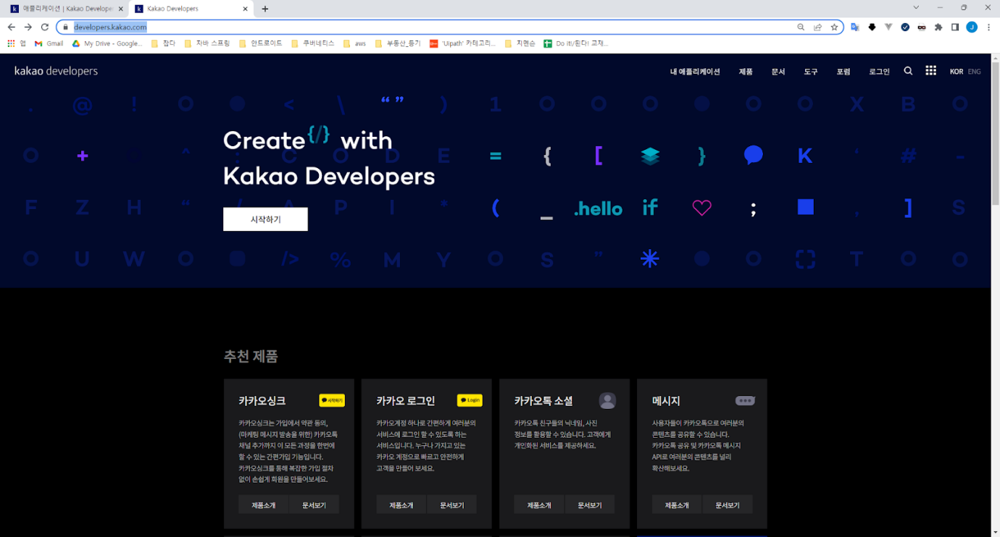 애플리케이션 | Kakao Developer
Kakao Developers
developers.kakao.com
앱
Gmail
My Drive - Google...
잡다
자바 스프링
안드로이드
쿠버네티스
aws
부동산_등기
'Uipath' 카테고리...
지멘슨
Do it!/된다! 교재...
kakao developers
내 애플리케이션
제품
문서
도구
포럼
로그인
KOR ENG
. @ ! O < \ “ ” ) 1 O O O O O X B O
O + ^ : C O D E = { [ } K ‘ # -
F Z H “ / A P I * ( _ .hello if ; , ] S
O U W O /> % M Y O S ” O T O O
Create {/} with
Kakao Developers
시작하기
추천 제품
카카오싱크
시작하기
카카오싱크는 가입에서 약관 동의,
(마케팅 메시지 발송을 위한) 카카오톡
채널 추가까지 이 모든 과정을 한번에
할 수 있는 간편가입 기능입니다.
카카오싱크를 통해 복잡한 가입 절차
없이 손쉽게 회원을 만들어보세요.
제품소개
문서보기
카카오 로그인
Login
카카오계정 하나로 간편하게 여러분의
서비스에 로그인 할 수 있도록 하는
서비스입니다. 누구나 가지고 있는
카카오 계정으로 빠르고 안전하게
고객을 만들어 보세요.
제품소개
문서보기
카카오톡 소셜
카카오톡 친구들의 닉네임, 사진
정보를 활용할 수 있습니다. 고객에게
개인화된 서비스를 제공하세요.
제품소개
문서보기
메시지
사용자들이 카카오톡으로 여러분의
콘텐츠를 공유할 수 있습니다.
카카오톡 공유 및 카카오톡 메시지
API로 여러분의 콘텐츠를 널리
확산해보세요.
제품소개
문서보기